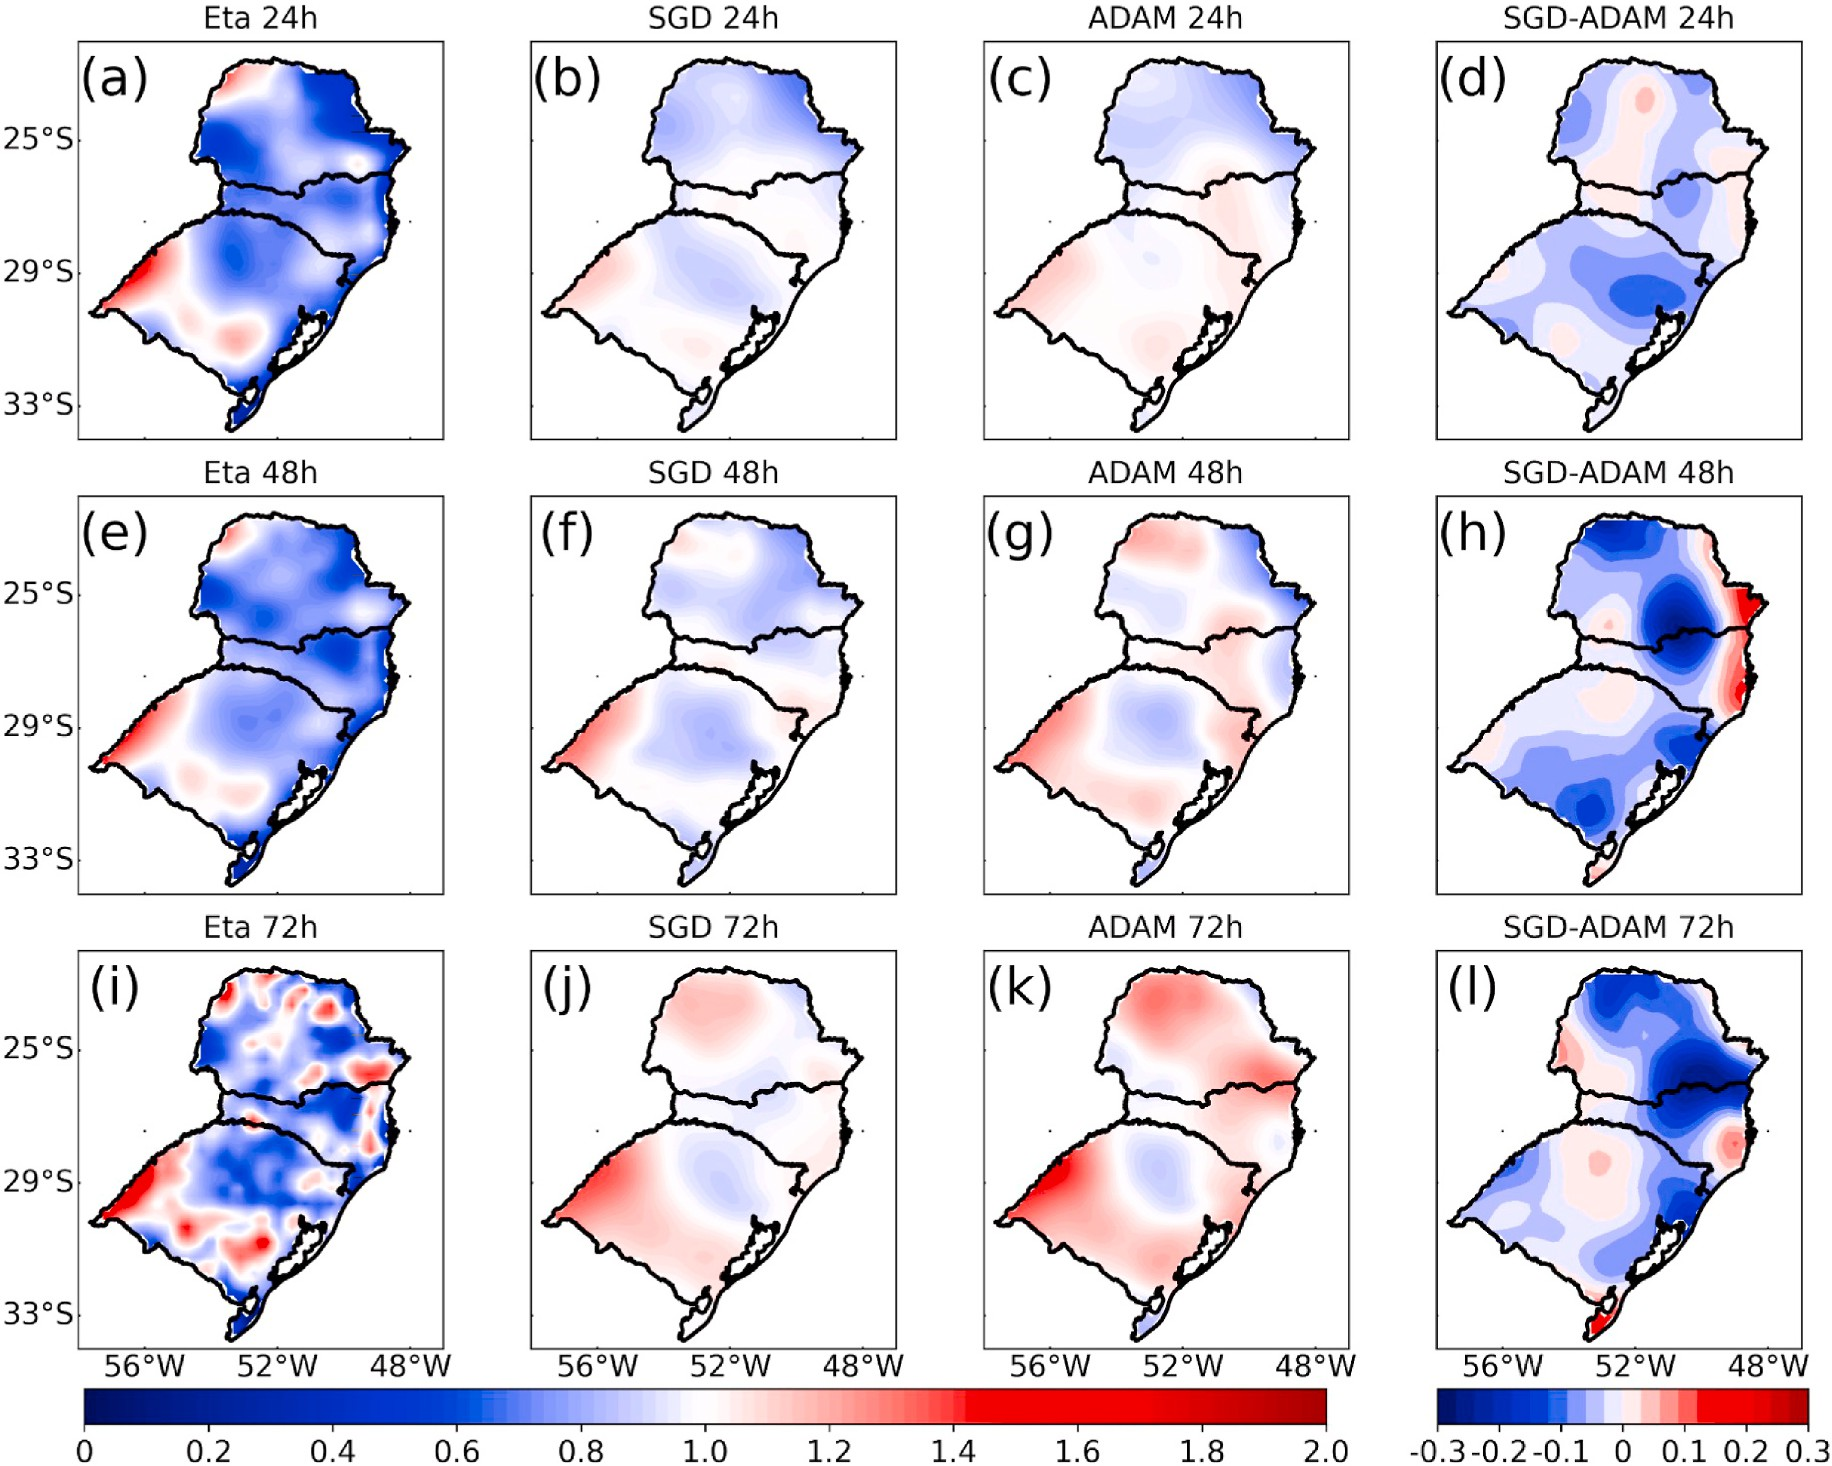 Eta 24h SGD 24h ADAM 24h SGD-ADAM 24h
(a) (b) (c) (d)
25°S
29°S
33°S
Eta 48h SGD 48h ADAM 48h SGD-ADAM 48h
(e) (f) (g) (h)
25°S
29°S
33°S
Eta 72h SGD 72h ADAM 72h SGD-ADAM 72h
(i) (j) (k) (l)
25°S
29°S
33°S
56°W 52°W 48°W 56°W 52°W 48°W 56°W 52°W 48°W 56°W 52°W 48°W
0 0.2 0.4 0.6 0.8 1.0 1.2 1.4 1.6 1.8 2.0 -0.3 -0.2 -0.1 0 0.1 0.2 0.3